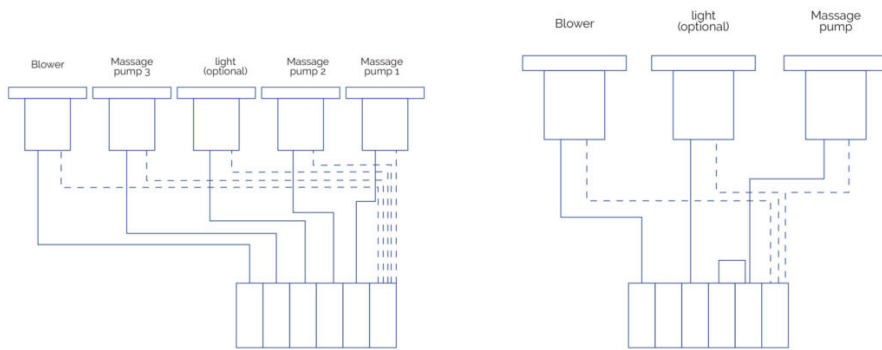 Blower
Massage
pump 3
light
(optional)
Massage
pump 2
Massage
pump 1
Blower
light
(optional)
Massage
pump